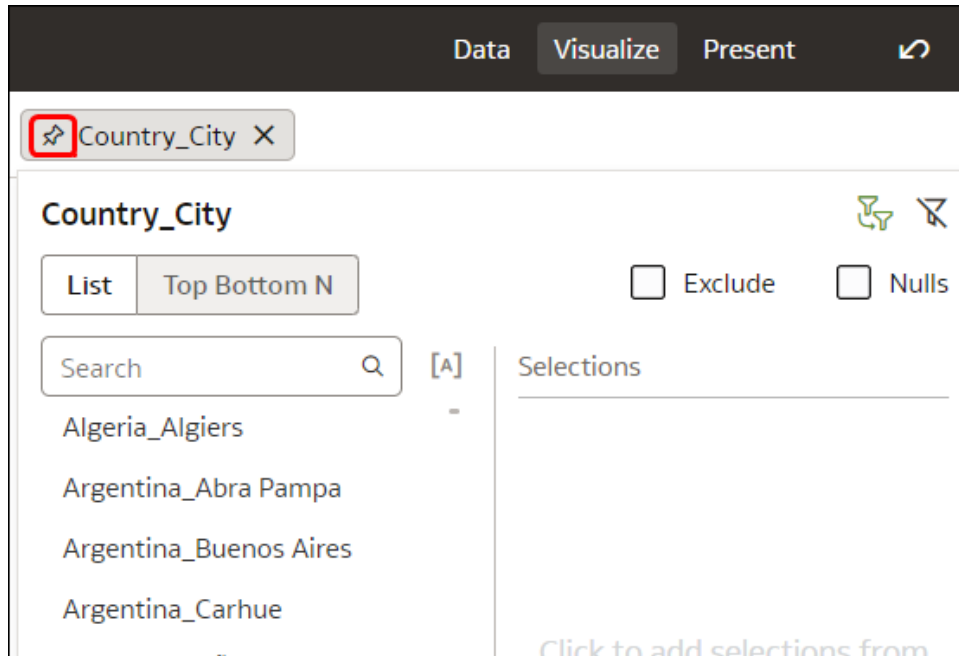 Data Visualize Present
Country_City
Country_City
List Top Bottom N Exclude Nulls
Search [A] Selections
Algeria_Algiers
Argentina_Abra Pampa
Argentina_Buenos Aires
Argentina_Carhue
Click to add selections from